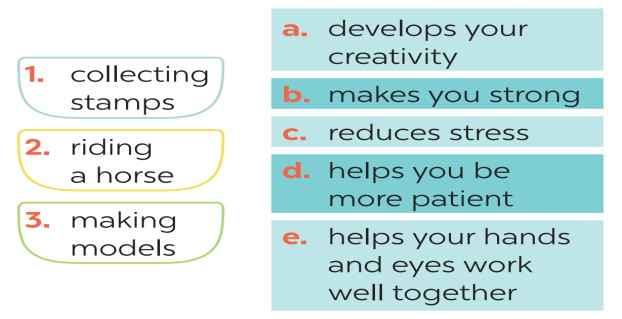 1. collecting
stamps
2. riding
a horse
3. making
models
a. develops your
creativity
b. makes you strong
c. reduces stress
d. helps you be
more patient
e. helps your hands
and eyes work
well together